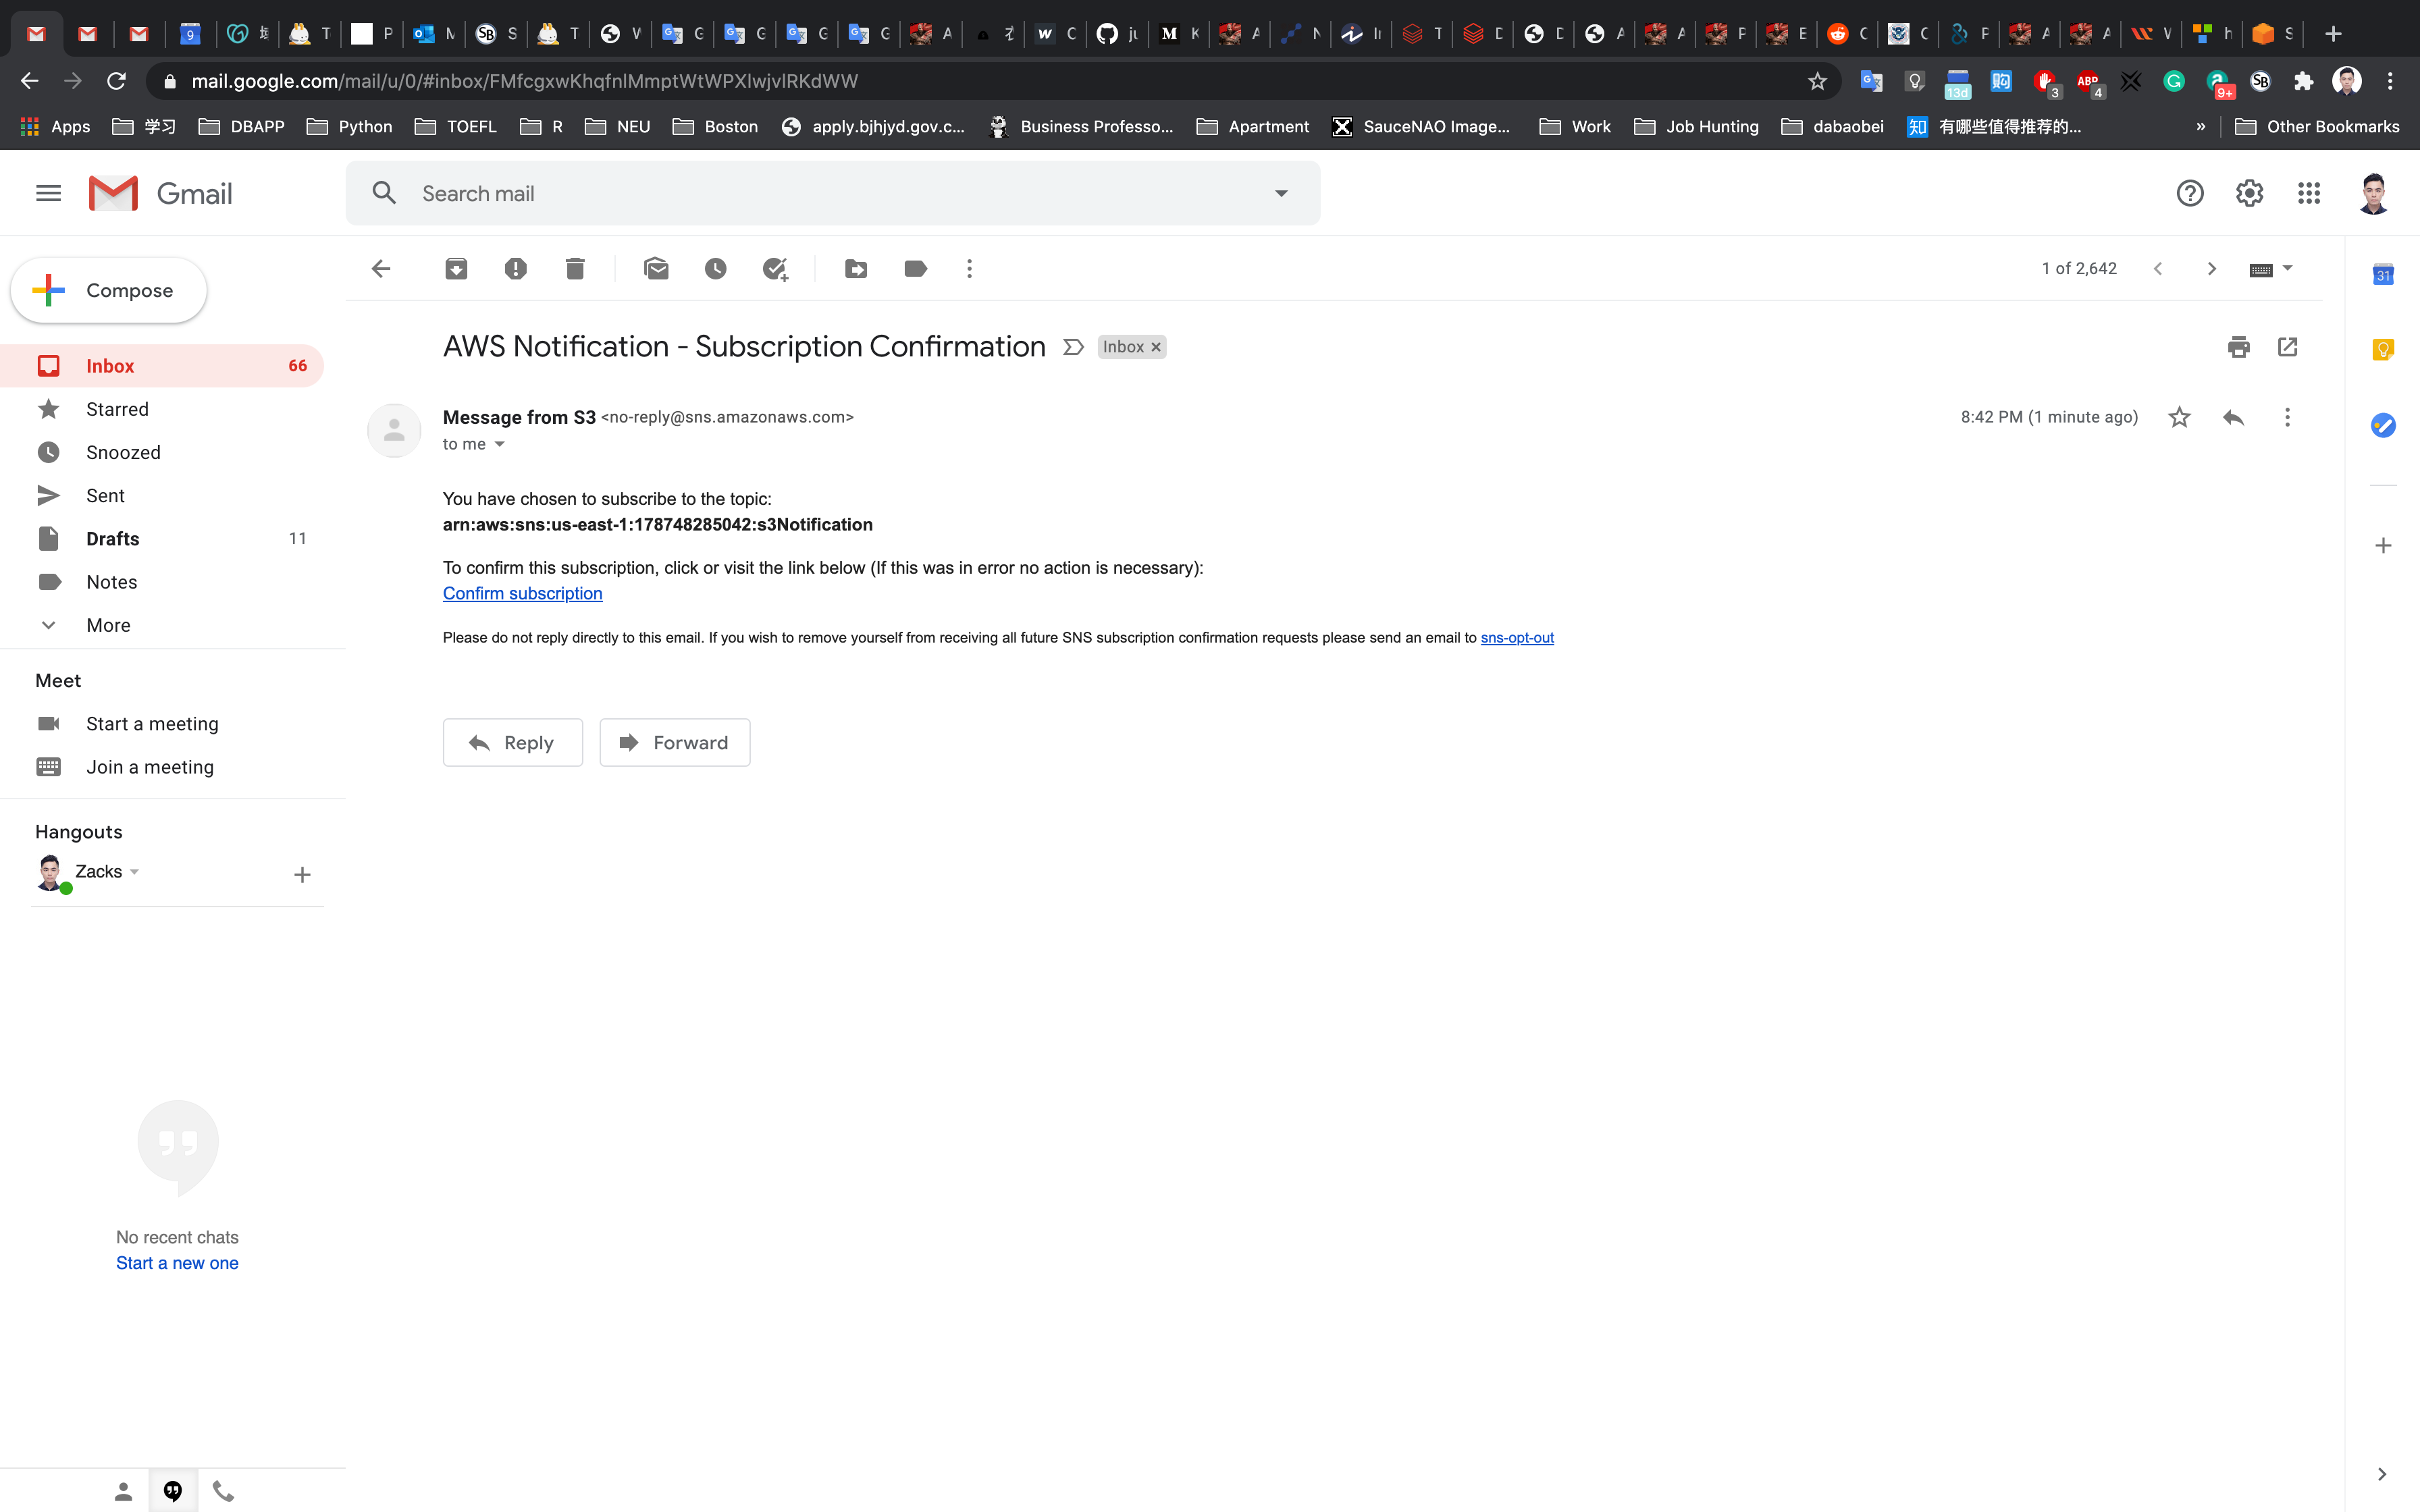 mail.google.com/mail/u/0/#inbox/FMfcgxwKhqfnlMmptWtWPXlwjvlRKdWW
13d
3
ABP
4
9+
Apps
学习
DBAPP
Python
TOEFL
R
NEU
Boston
apply.bjhjyd.gov.c...
Business Professo...
Apartment
SauceNAO Image...
Work
Job Hunting
dabaobei
有哪些值得推荐的...
»
Other Bookmarks
Gmail
Search mail
Compose
1 of 2,642
Inbox 66
Starred
Snoozed
Sent
Drafts 11
Notes
More
Meet
Start a meeting
Join a meeting
Hangouts
Zacks
No recent chats
Start a new one
AWS Notification - Subscription Confirmation
Inbox ×
Message from S3 <no-reply@sns.amazonaws.com>
8:42 PM (1 minute ago)
to me
You have chosen to subscribe to the topic:
arn:aws:sns:us-east-1:178748285042:s3Notification
To confirm this subscription, click or visit the link below (If this was in error no action is necessary):
Confirm subscription
Please do not reply directly to this email. If you wish to remove yourself from receiving all future SNS subscription confirmation requests please send an email to sns-opt-out
Reply
Forward
31